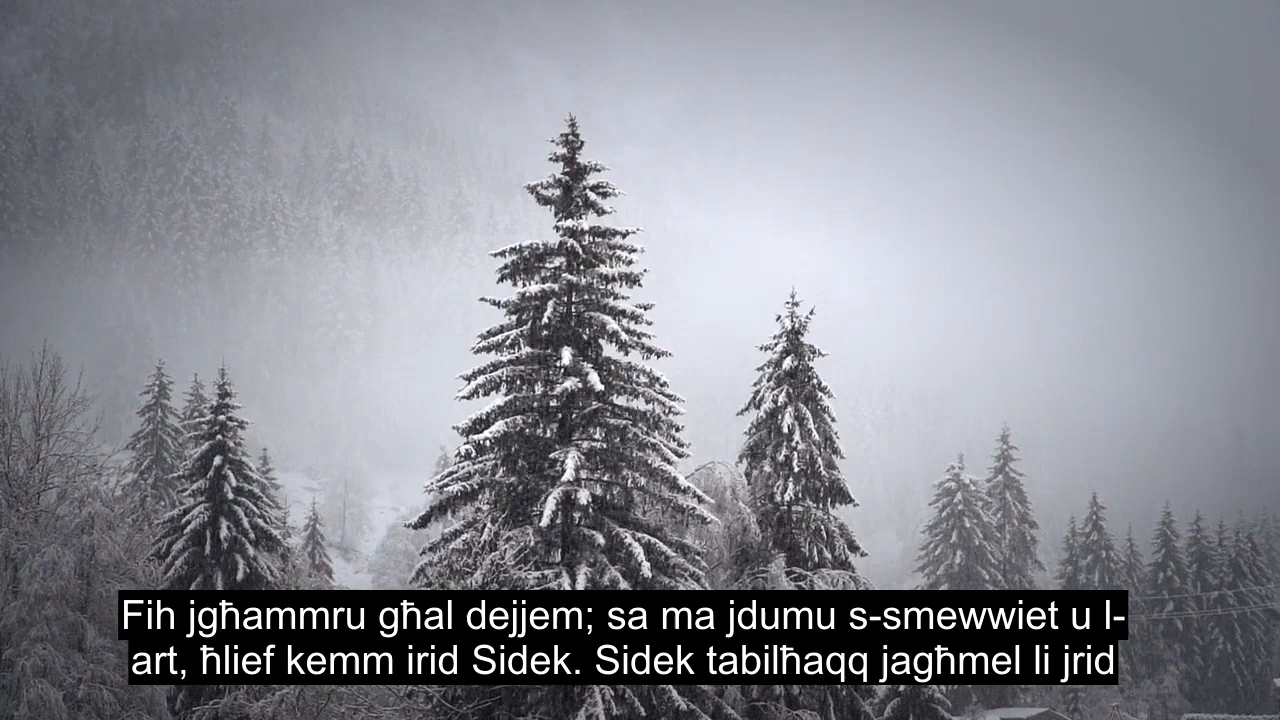 Fih jgħammru għal dejjem; sa ma jdumu s-smewwiet u l-
art, ħlief kemm irid Sidek. Sidek tabilħaqq jagħmel li jrid